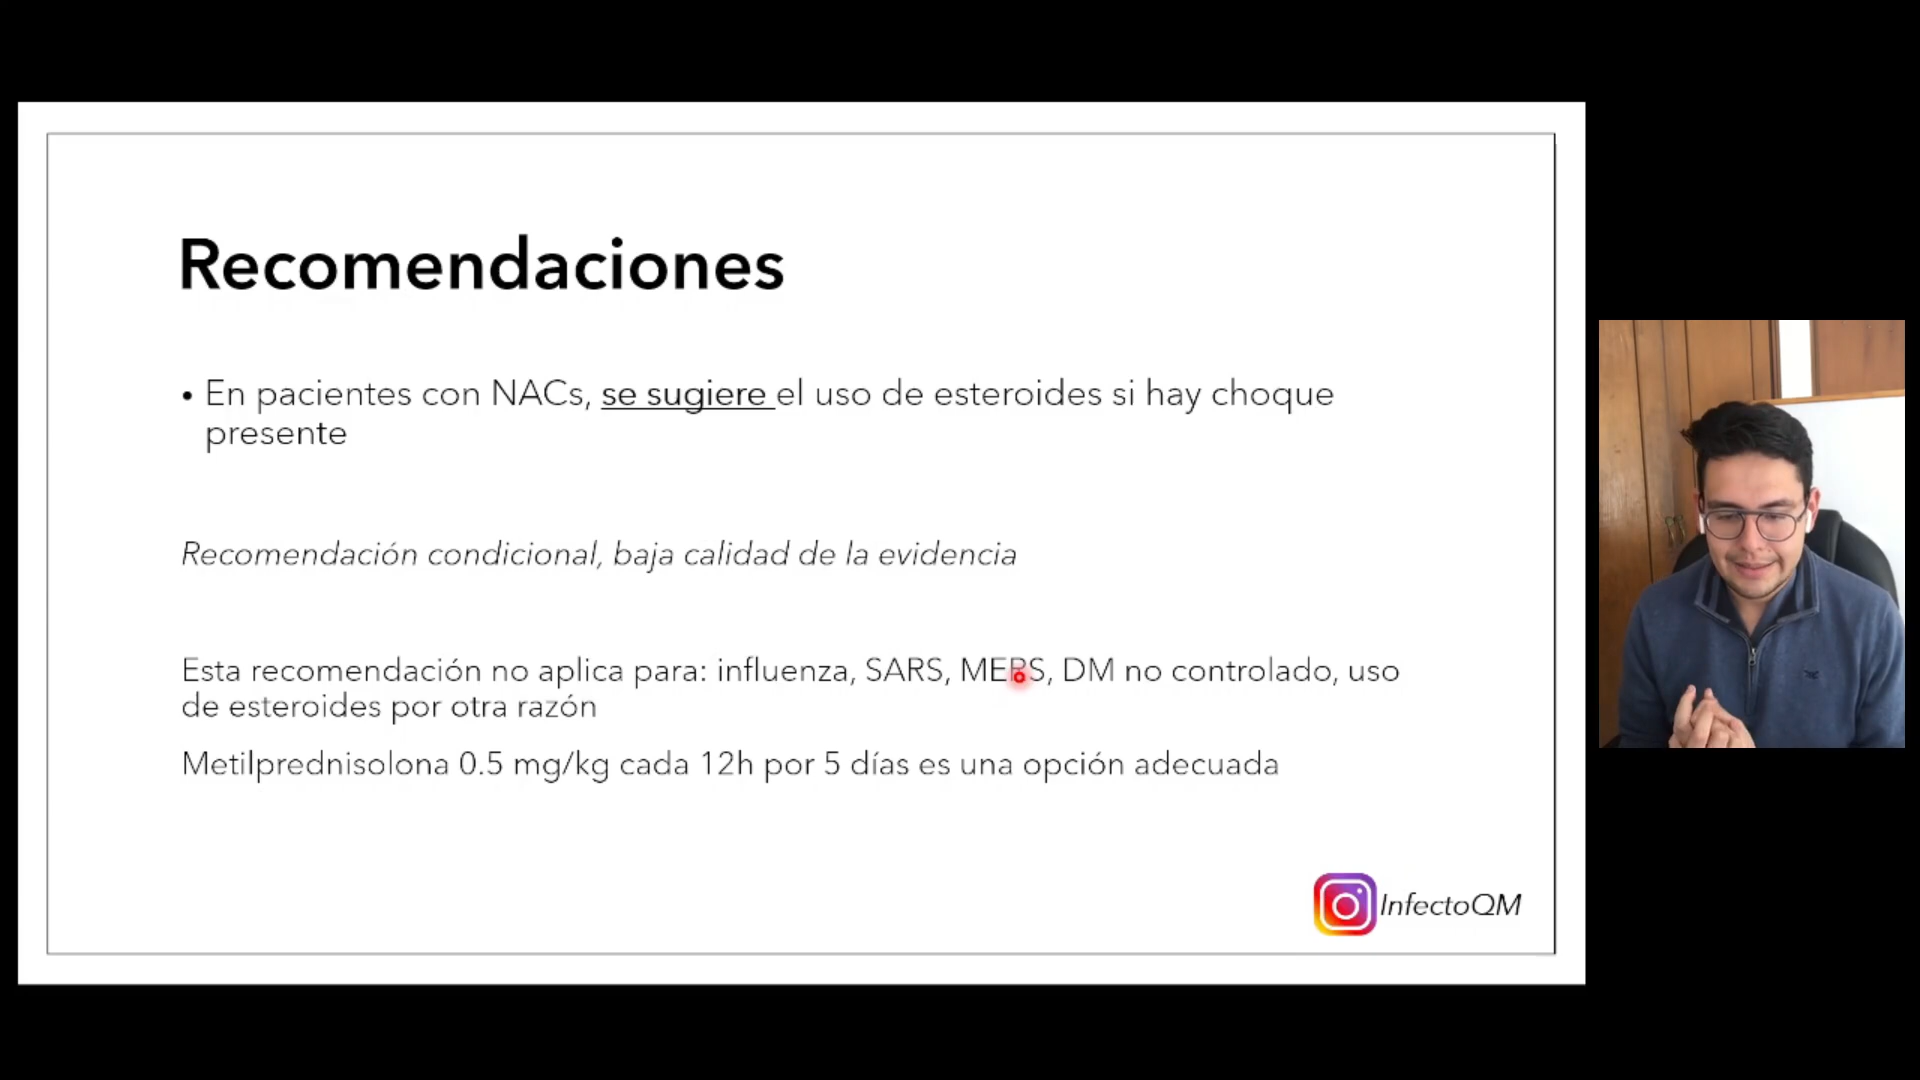 Recomendaciones
• En pacientes con NACs, se sugiere el uso de esteroides si hay choque
presente
Recomendación condicional, baja calidad de la evidencia
Esta recomendación no aplica para: influenza, SARS, MERS, DM no controlado, uso
de esteroides por otra razón
Metilprednisolona 0.5 mg/kg cada 12h por 5 días es una opción adecuada
InfectoQM